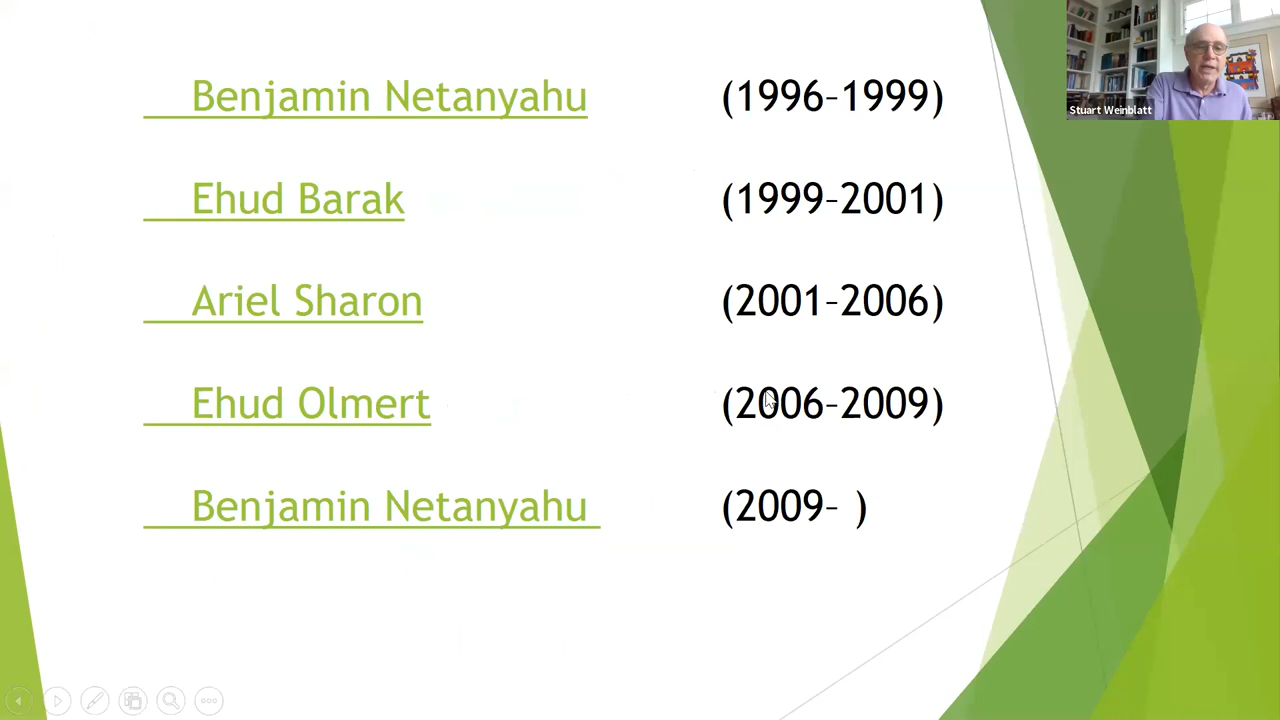 Benjamin Netanyahu (1996–1999)
Stuart Weinblatt
Ehud Barak (1999–2001)
Ariel Sharon (2001–2006)
Ehud Olmert (2006–2009)
Benjamin Netanyahu (2009– )